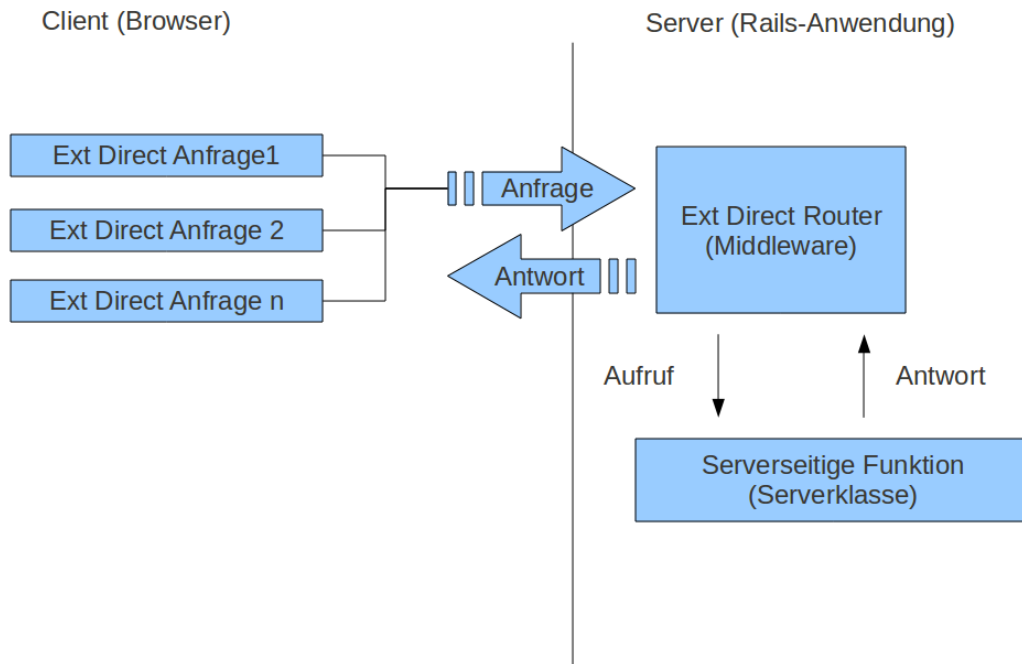 Client (Browser)
Server (Rails-Anwendung)
Ext Direct Anfrage1
Ext Direct Anfrage 2
Ext Direct Anfrage n
Anfrage
Antwort
Ext Direct Router
(Middleware)
Aufruf
Antwort
Serverseitige Funktion
(Serverklasse)